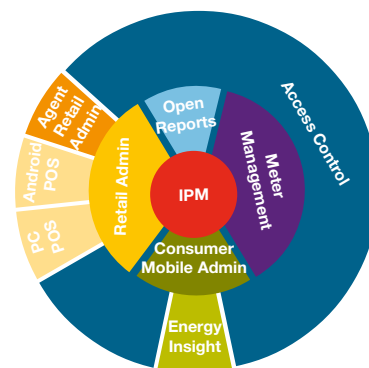 Agent
Retail
Admin
Open
Reports
Access Control
Android
POS
Retail Admin
IPM
Meter
Management
PC
POS
Consumer
Mobile Admin
Energy
Insight